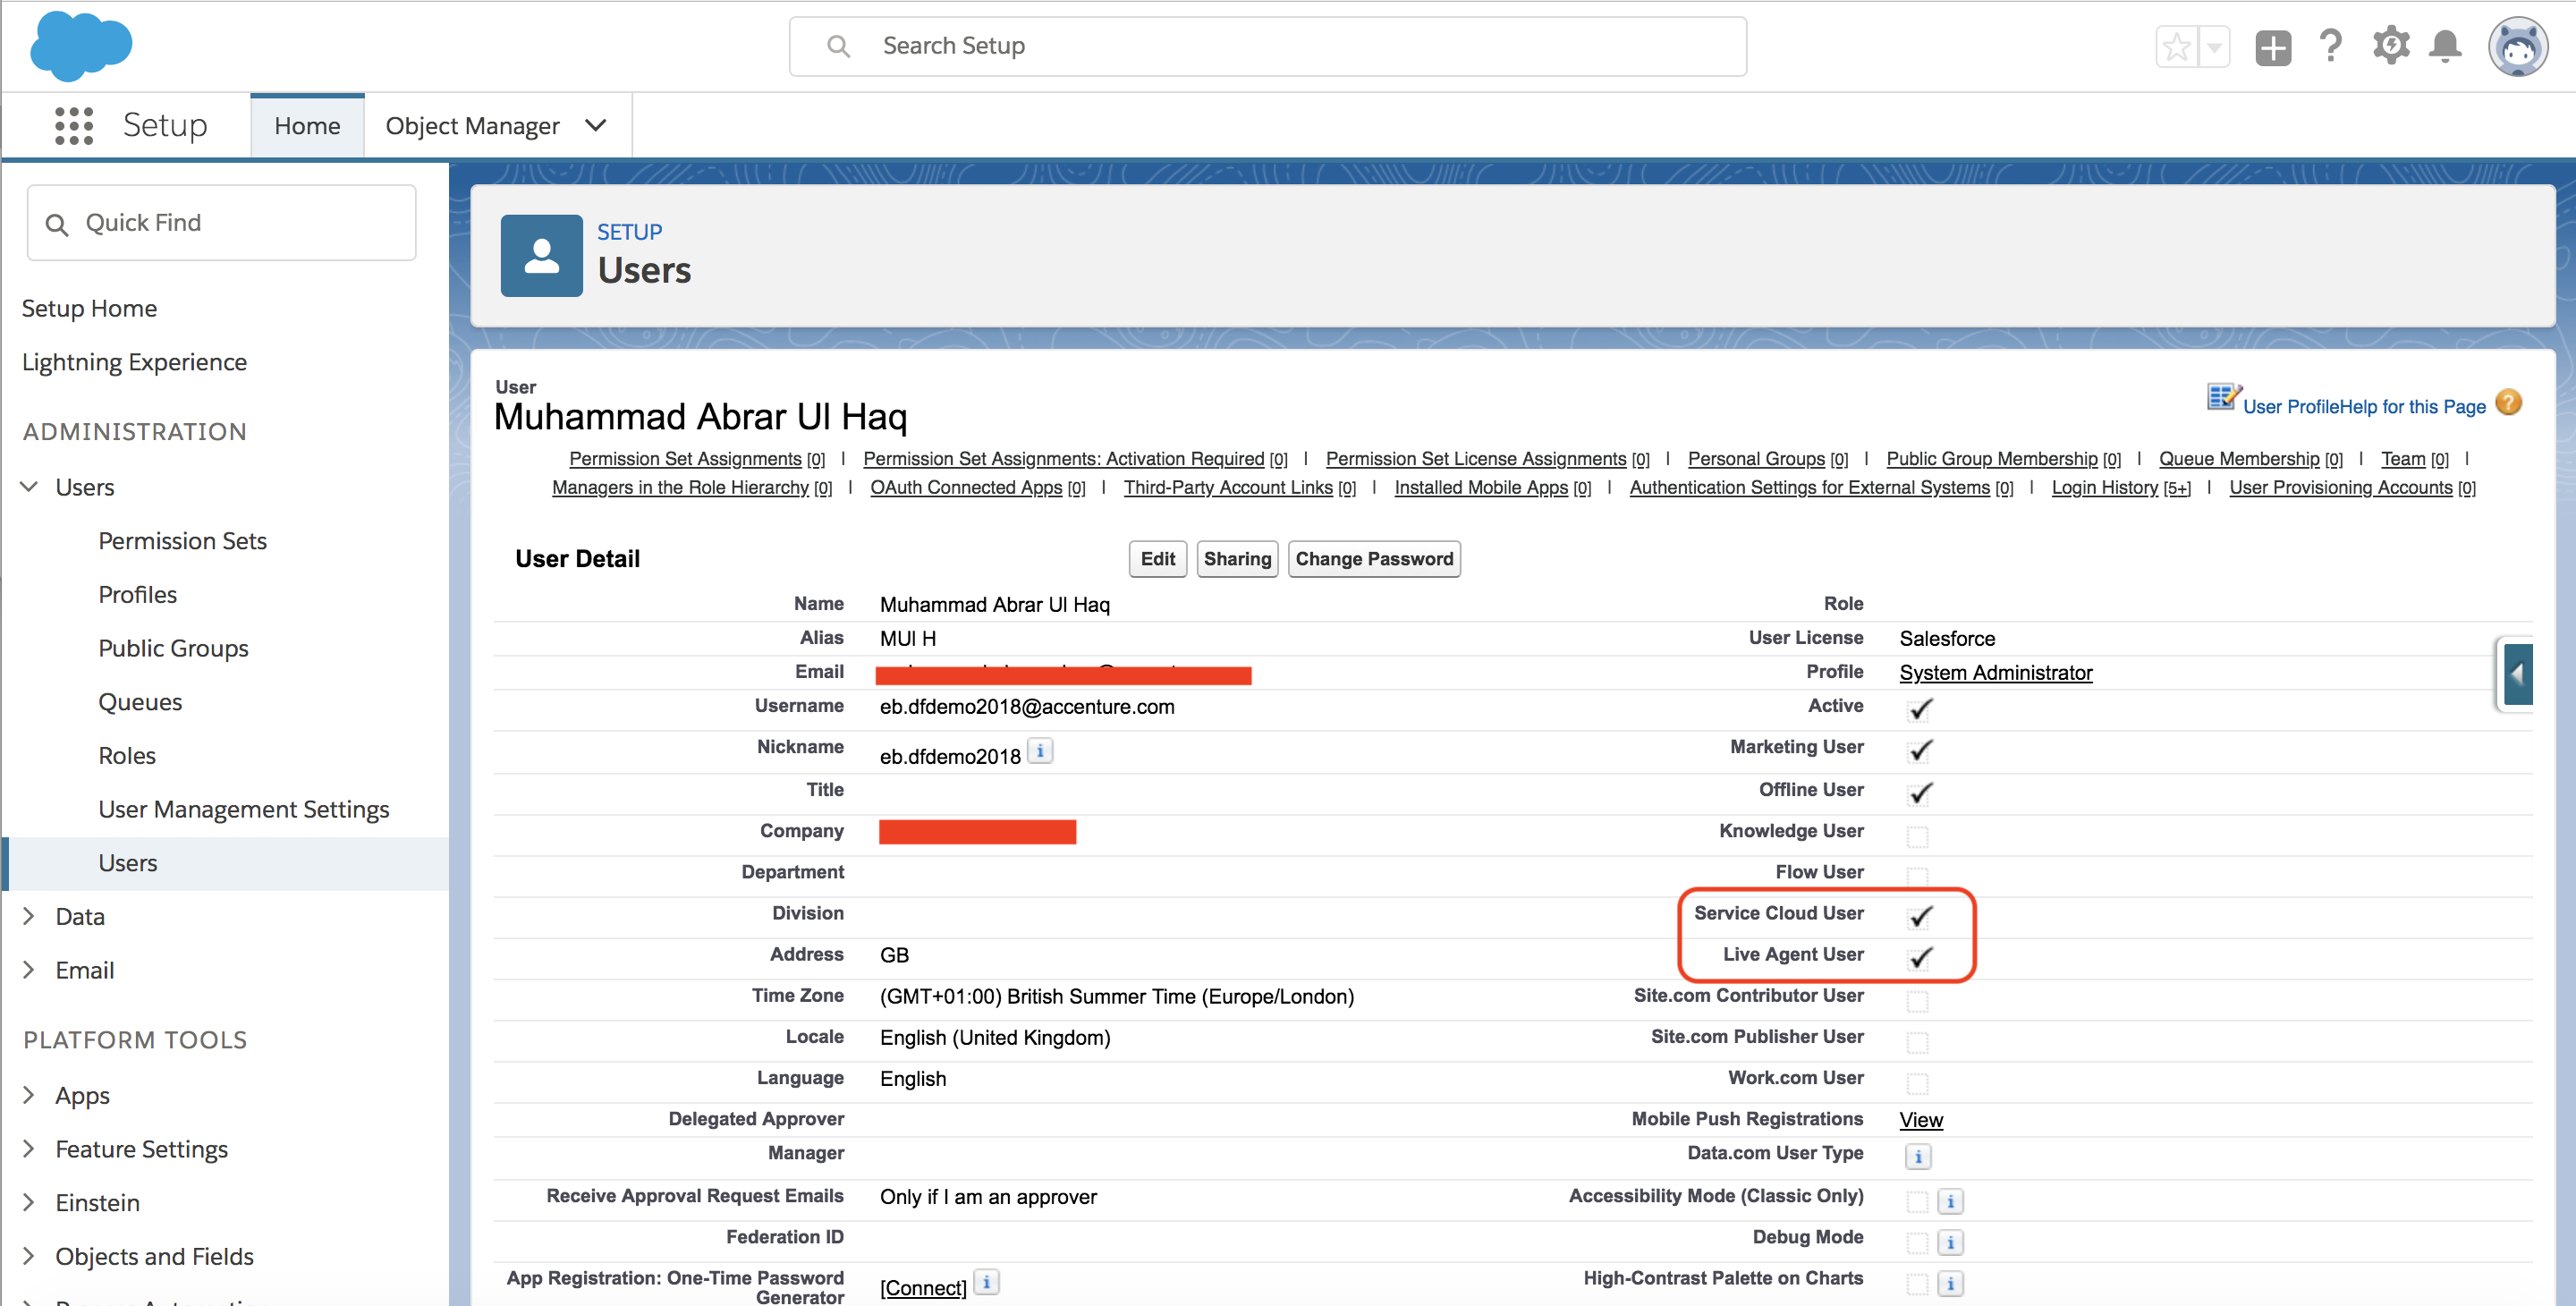 Search Setup
Setup
Home
Object Manager
Quick Find
Setup Home
Lightning Experience
ADMINISTRATION
Users
Permission Sets
Profiles
Public Groups
Queues
Roles
User Management Settings
Users
Data
Email
PLATFORM TOOLS
Apps
Feature Settings
Einstein
Objects and Fields
SETUP
Users
User
Muhammad Abrar Ul Haq
User ProfileHelp for this Page
Permission Set Assignments [0] | Permission Set Assignments: Activation Required [0] | Permission Set License Assignments [0] | Personal Groups [0] | Public Group Membership [0] | Queue Membership [0] | Team [0] |
Managers in the Role Hierarchy [0] | OAuth Connected Apps [0] | Third-Party Account Links [0] | Installed Mobile Apps [0] | Authentication Settings for External Systems [0] | Login History [5+] | User Provisioning Accounts [0]
User Detail
Edit Sharing Change Password
Name Muhammad Abrar Ul Haq
Role
Alias MUl H
User License Salesforce
Email
Profile System Administrator
Username eb.dfdemo2018@accenture.com
Active
Nickname eb.dfdemo2018
Marketing User
Title
Offline User
Company
Knowledge User
Department
Flow User
Division
Service Cloud User
Address GB
Live Agent User
Time Zone (GMT+01:00) British Summer Time (Europe/London)
Site.com Contributor User
Locale English (United Kingdom)
Site.com Publisher User
Language English
Work.com User
Delegated Approver
Mobile Push Registrations View
Manager
Data.com User Type
Receive Approval Request Emails Only if I am an approver
Accessibility Mode (Classic Only)
Federation ID
Debug Mode
App Registration: One-Time Password
Generator [Connect]
High-Contrast Palette on Charts